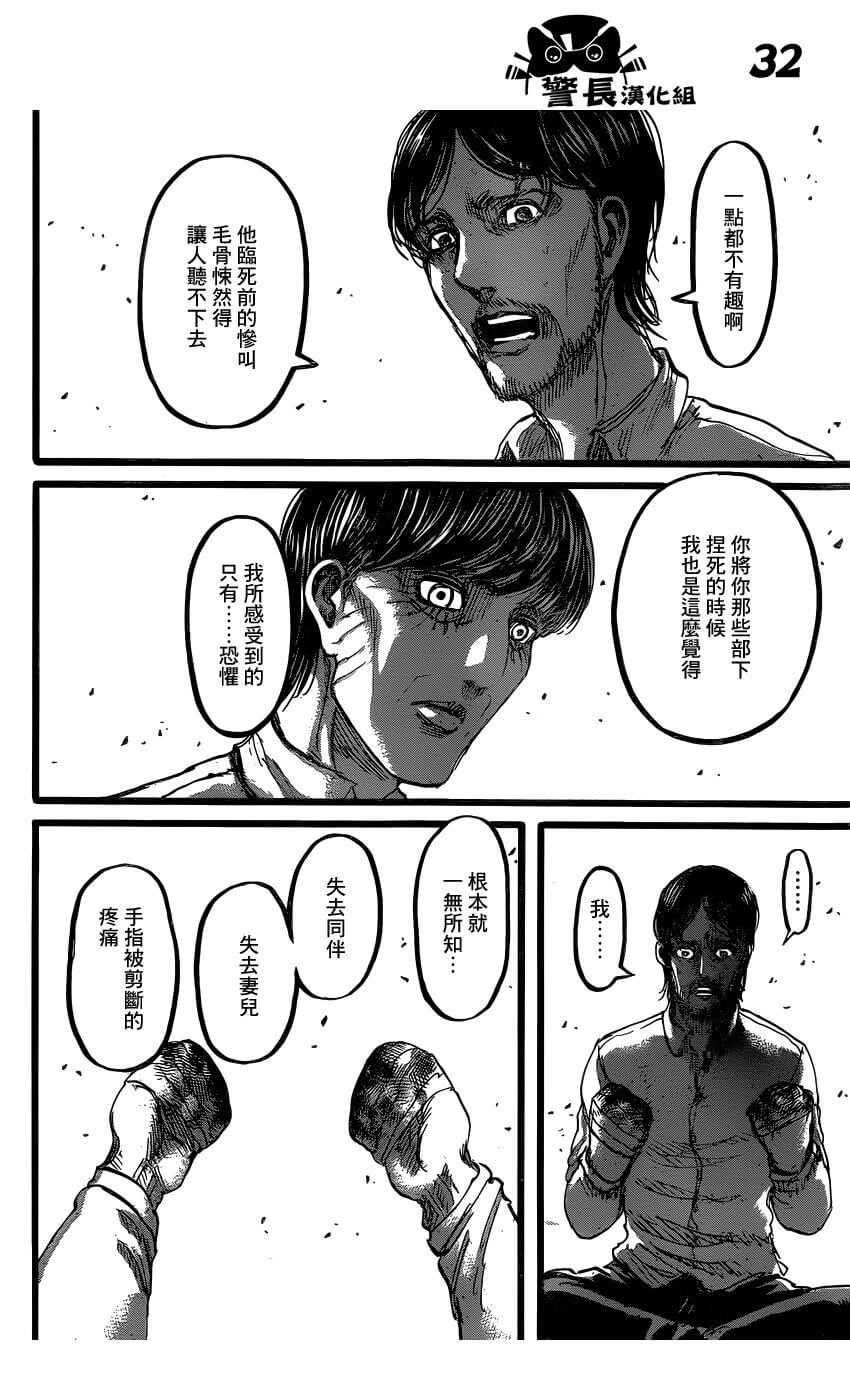 警長漢化組
32
一點都不有趣啊
他臨死前的慘叫
毛骨悚然得
讓人聽不下去
你將你那些部下
捏死的時候
我也是這麼覺得
我所感受到的
只有……恐懼
……
我……
根本就
一無所知…
失去同伴
失去妻兒
手指被剪斷的
疼痛